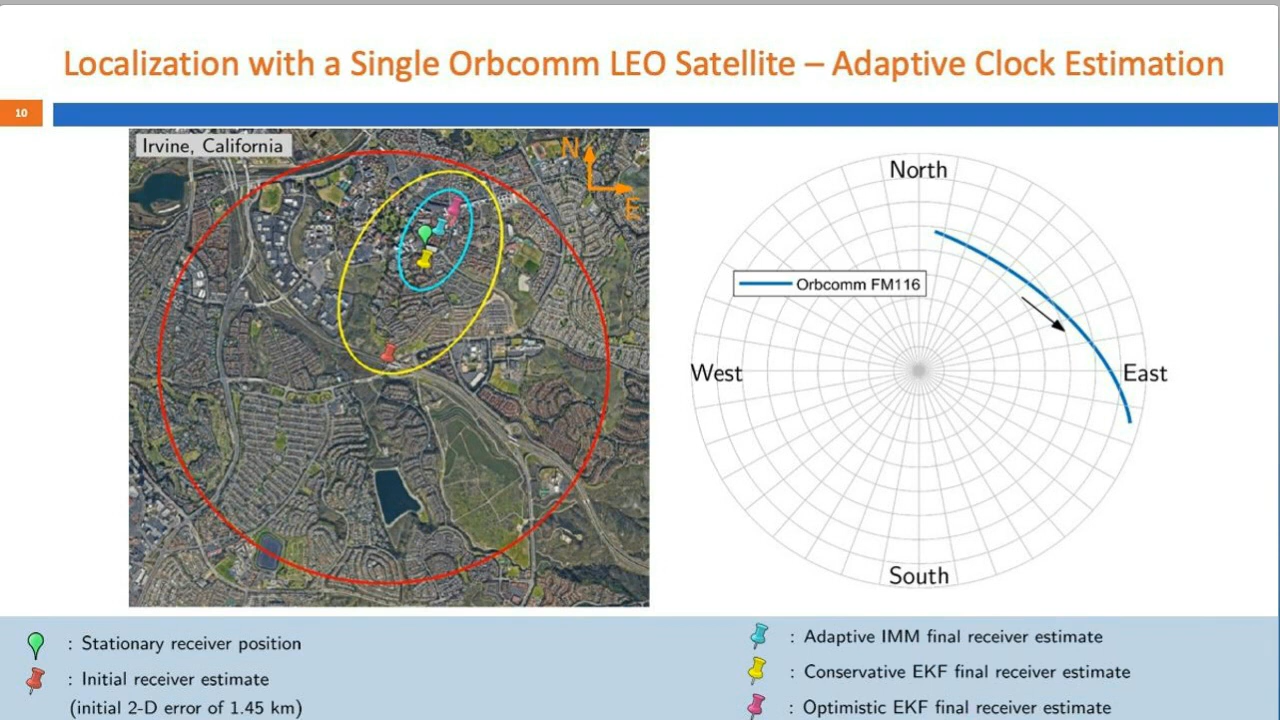 Localization with a Single Orbcomm LEO Satellite – Adaptive Clock Estimation
10
Irvine, California
N
E
North
Orbcomm FM116
West
East
South
: Stationary receiver position
: Initial receiver estimate
(initial 2-D error of 1.45 km)
: Adaptive IMM final receiver estimate
: Conservative EKF final receiver estimate
: Optimistic EKF final receiver estimate